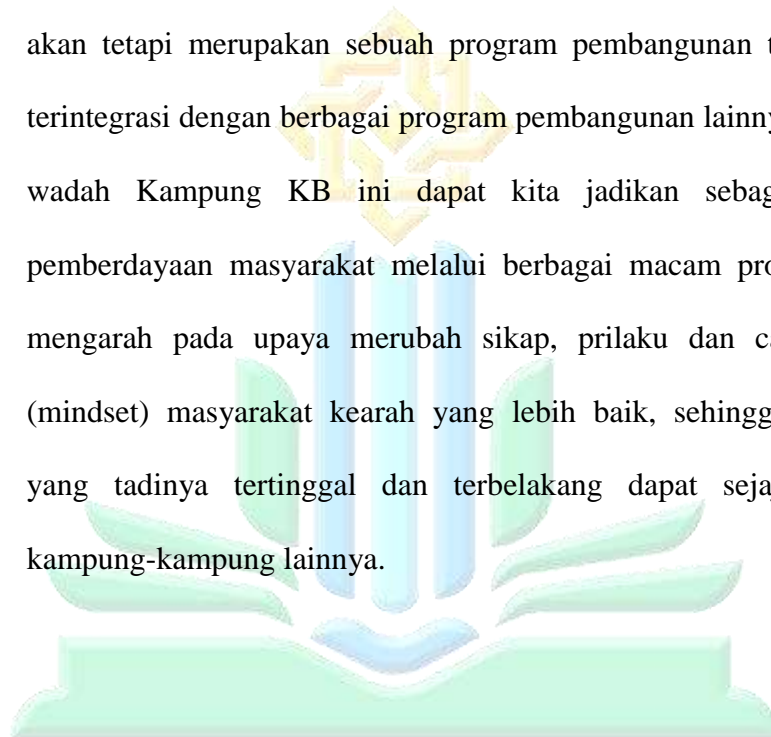 akan tetapi merupakan sebuah program pembangunan
terintegrasi dengan berbagai program pembangunan
wadah Kampung KB ini dapat kita jadikan
pemberdayaan masyarakat melalui berbagai macam
mengarah pada upaya merubah sikap, prilaku dan
(mindset) masyarakat kearah yang lebih baik,
yang tadinya tertinggal dan terbelakang dapat
kampung-kampung lainnya.